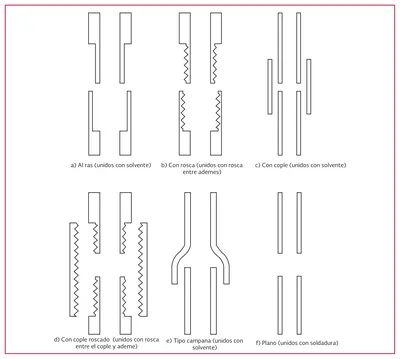 a) Al ras (unidos con solvente)
b) Con rosca (unidos con rosca
entre ademes)
c) Con cople (unidos con solvente)
d) Con cople roscado (unidos con rosca
entre el cople y ademe)
e) Tipo campana (unidos con
solvente)
f) Plano (unidos con soldadura)